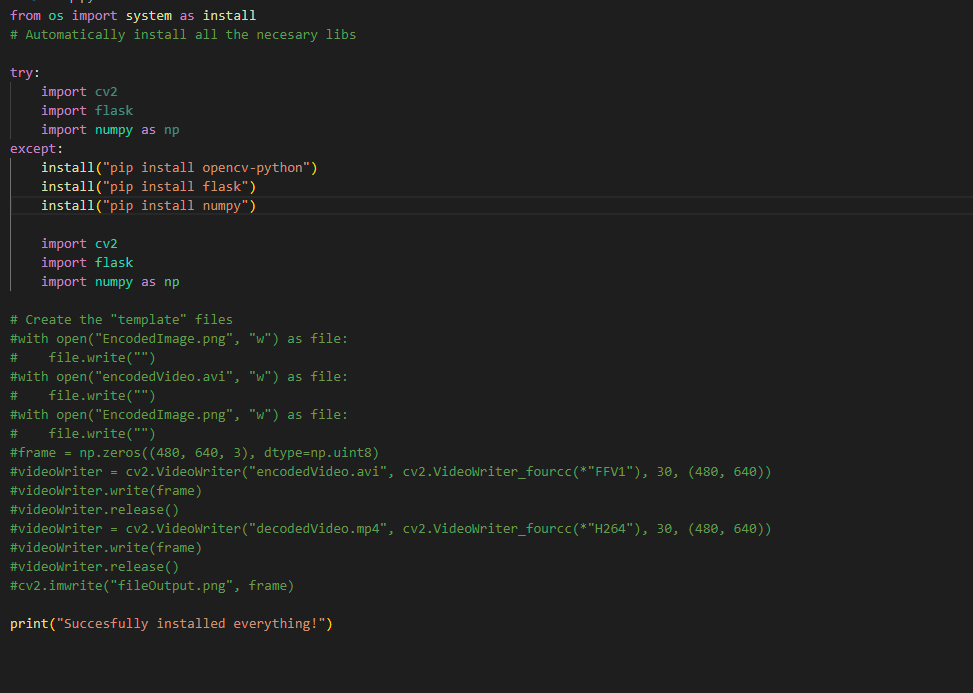 from os import system as install
# Automatically install all the necesary libs
try:
    import cv2
    import flask
    import numpy as np
except:
    install("pip install opencv-python")
    install("pip install flask")
    install("pip install numpy")
    import cv2
    import flask
    import numpy as np
# Create the "template" files
#with open("EncodedImage.png", "w") as file:
#    file.write("")
#with open("encodedVideo.avi", "w") as file:
#    file.write("")
#with open("EncodedImage.png", "w") as file:
#    file.write("")
#frame = np.zeros((480, 640, 3), dtype=np.uint8)
#videoWriter = cv2.VideoWriter("encodedVideo.avi", cv2.VideoWriter_fourcc(*"FFV1"), 30, (480, 640))
#videoWriter.write(frame)
#videoWriter.release()
#videoWriter = cv2.VideoWriter("decodedVideo.mp4", cv2.VideoWriter_fourcc(*"H264"), 30, (480, 640))
#videoWriter.write(frame)
#videoWriter.release()
#cv2.imwrite("fileOutput.png", frame)
print("Succesfully installed everything!")